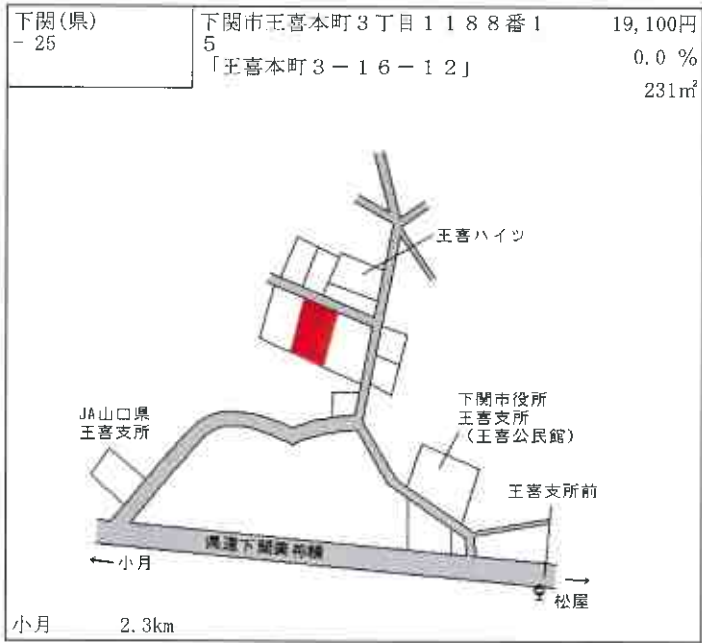 下関(県)
- 25
下関市王喜本町3丁目1188番1
5
「王喜本町3-16-12」
19,100円
0.0 %
231㎡
王喜ハイツ
JA山口県
王喜支所
下関市役所
王喜支所
(王喜公民館)
王喜支所前
県道下関美祢線
← 小月
→
松屋
小月 2.3km